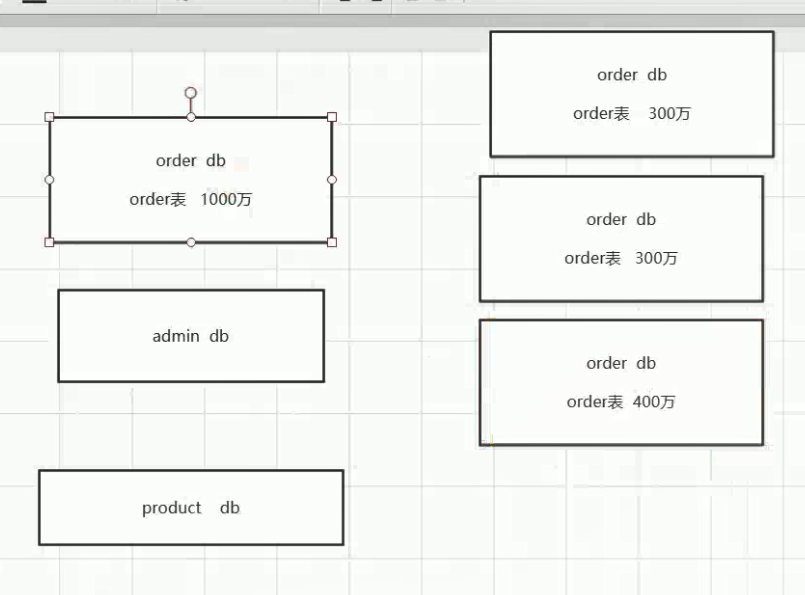 order db
order表 1000万
admin db
product db
order db
order表 300万
order db
order表 300万
order db
order表 400万